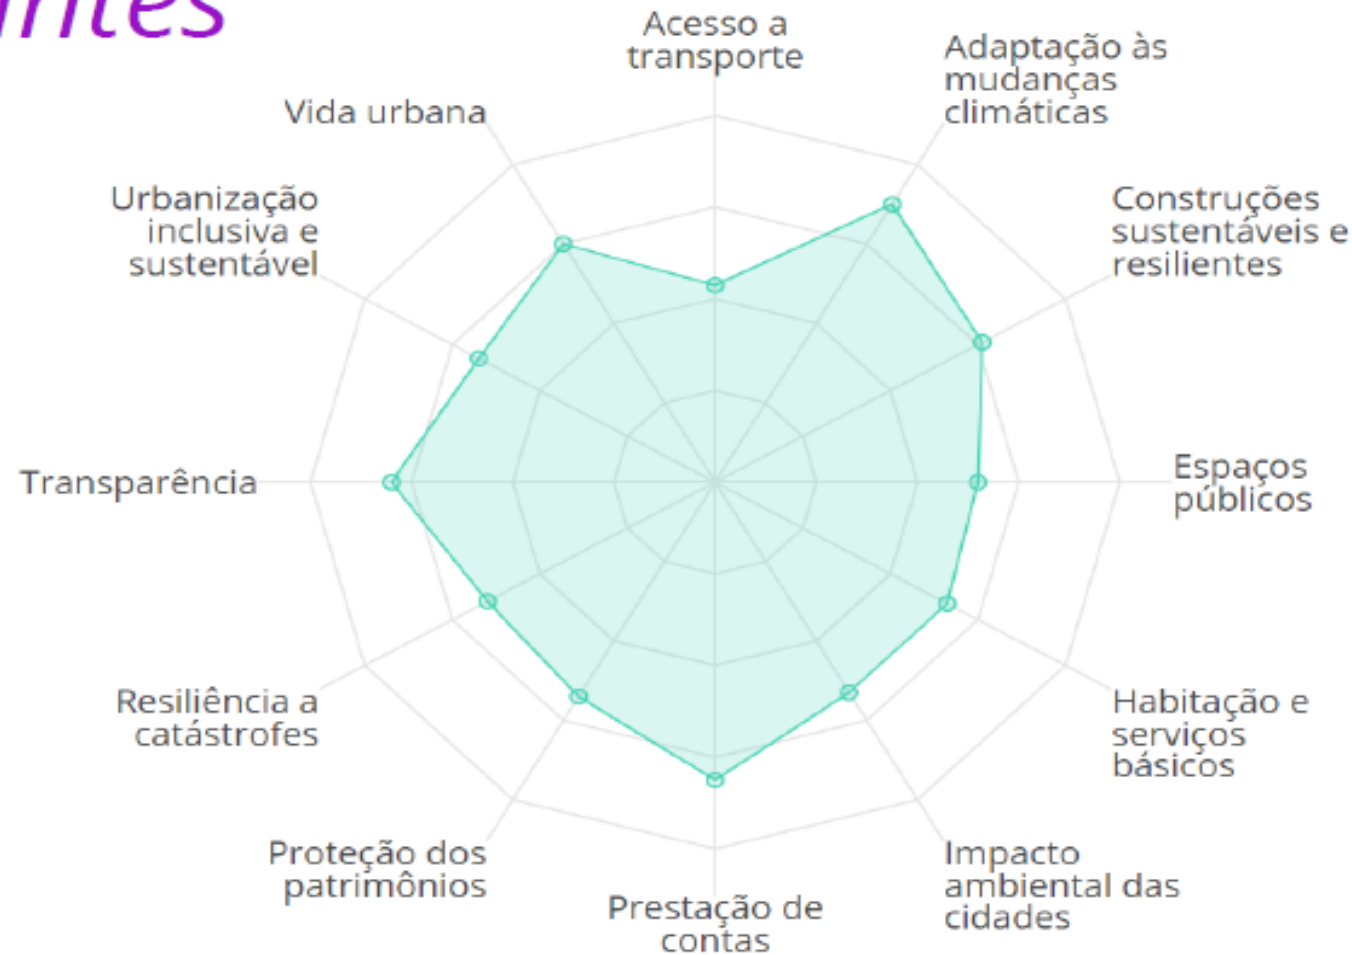 Acesso a
transporte
Adaptação às
mudanças
climáticas
Construções
sustentáveis e
resilientes
Espaços
públicos
Habitação e
serviços
básicos
Impacto
ambiental das
cidades
Prestação de
contas
Proteção dos
patrimônios
Resiliência a
catástrofes
Transparência
Urbanização
inclusiva e
sustentável
Vida urbana